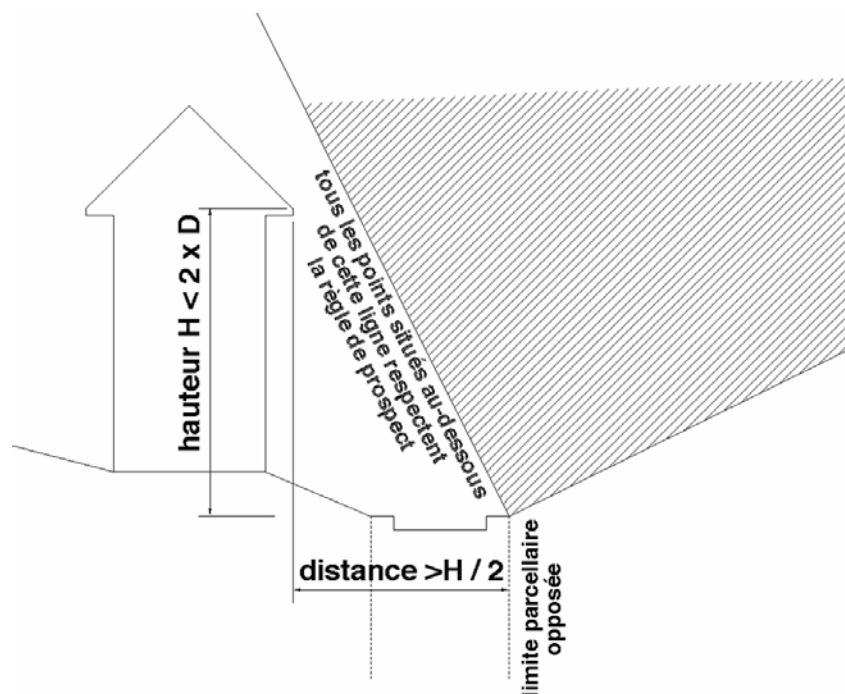 hauteur H < 2 x D
tous les points situés au-dessous
de cette ligne respectent
la règle de prospect
distance >H / 2
limite parcellaire
opposée